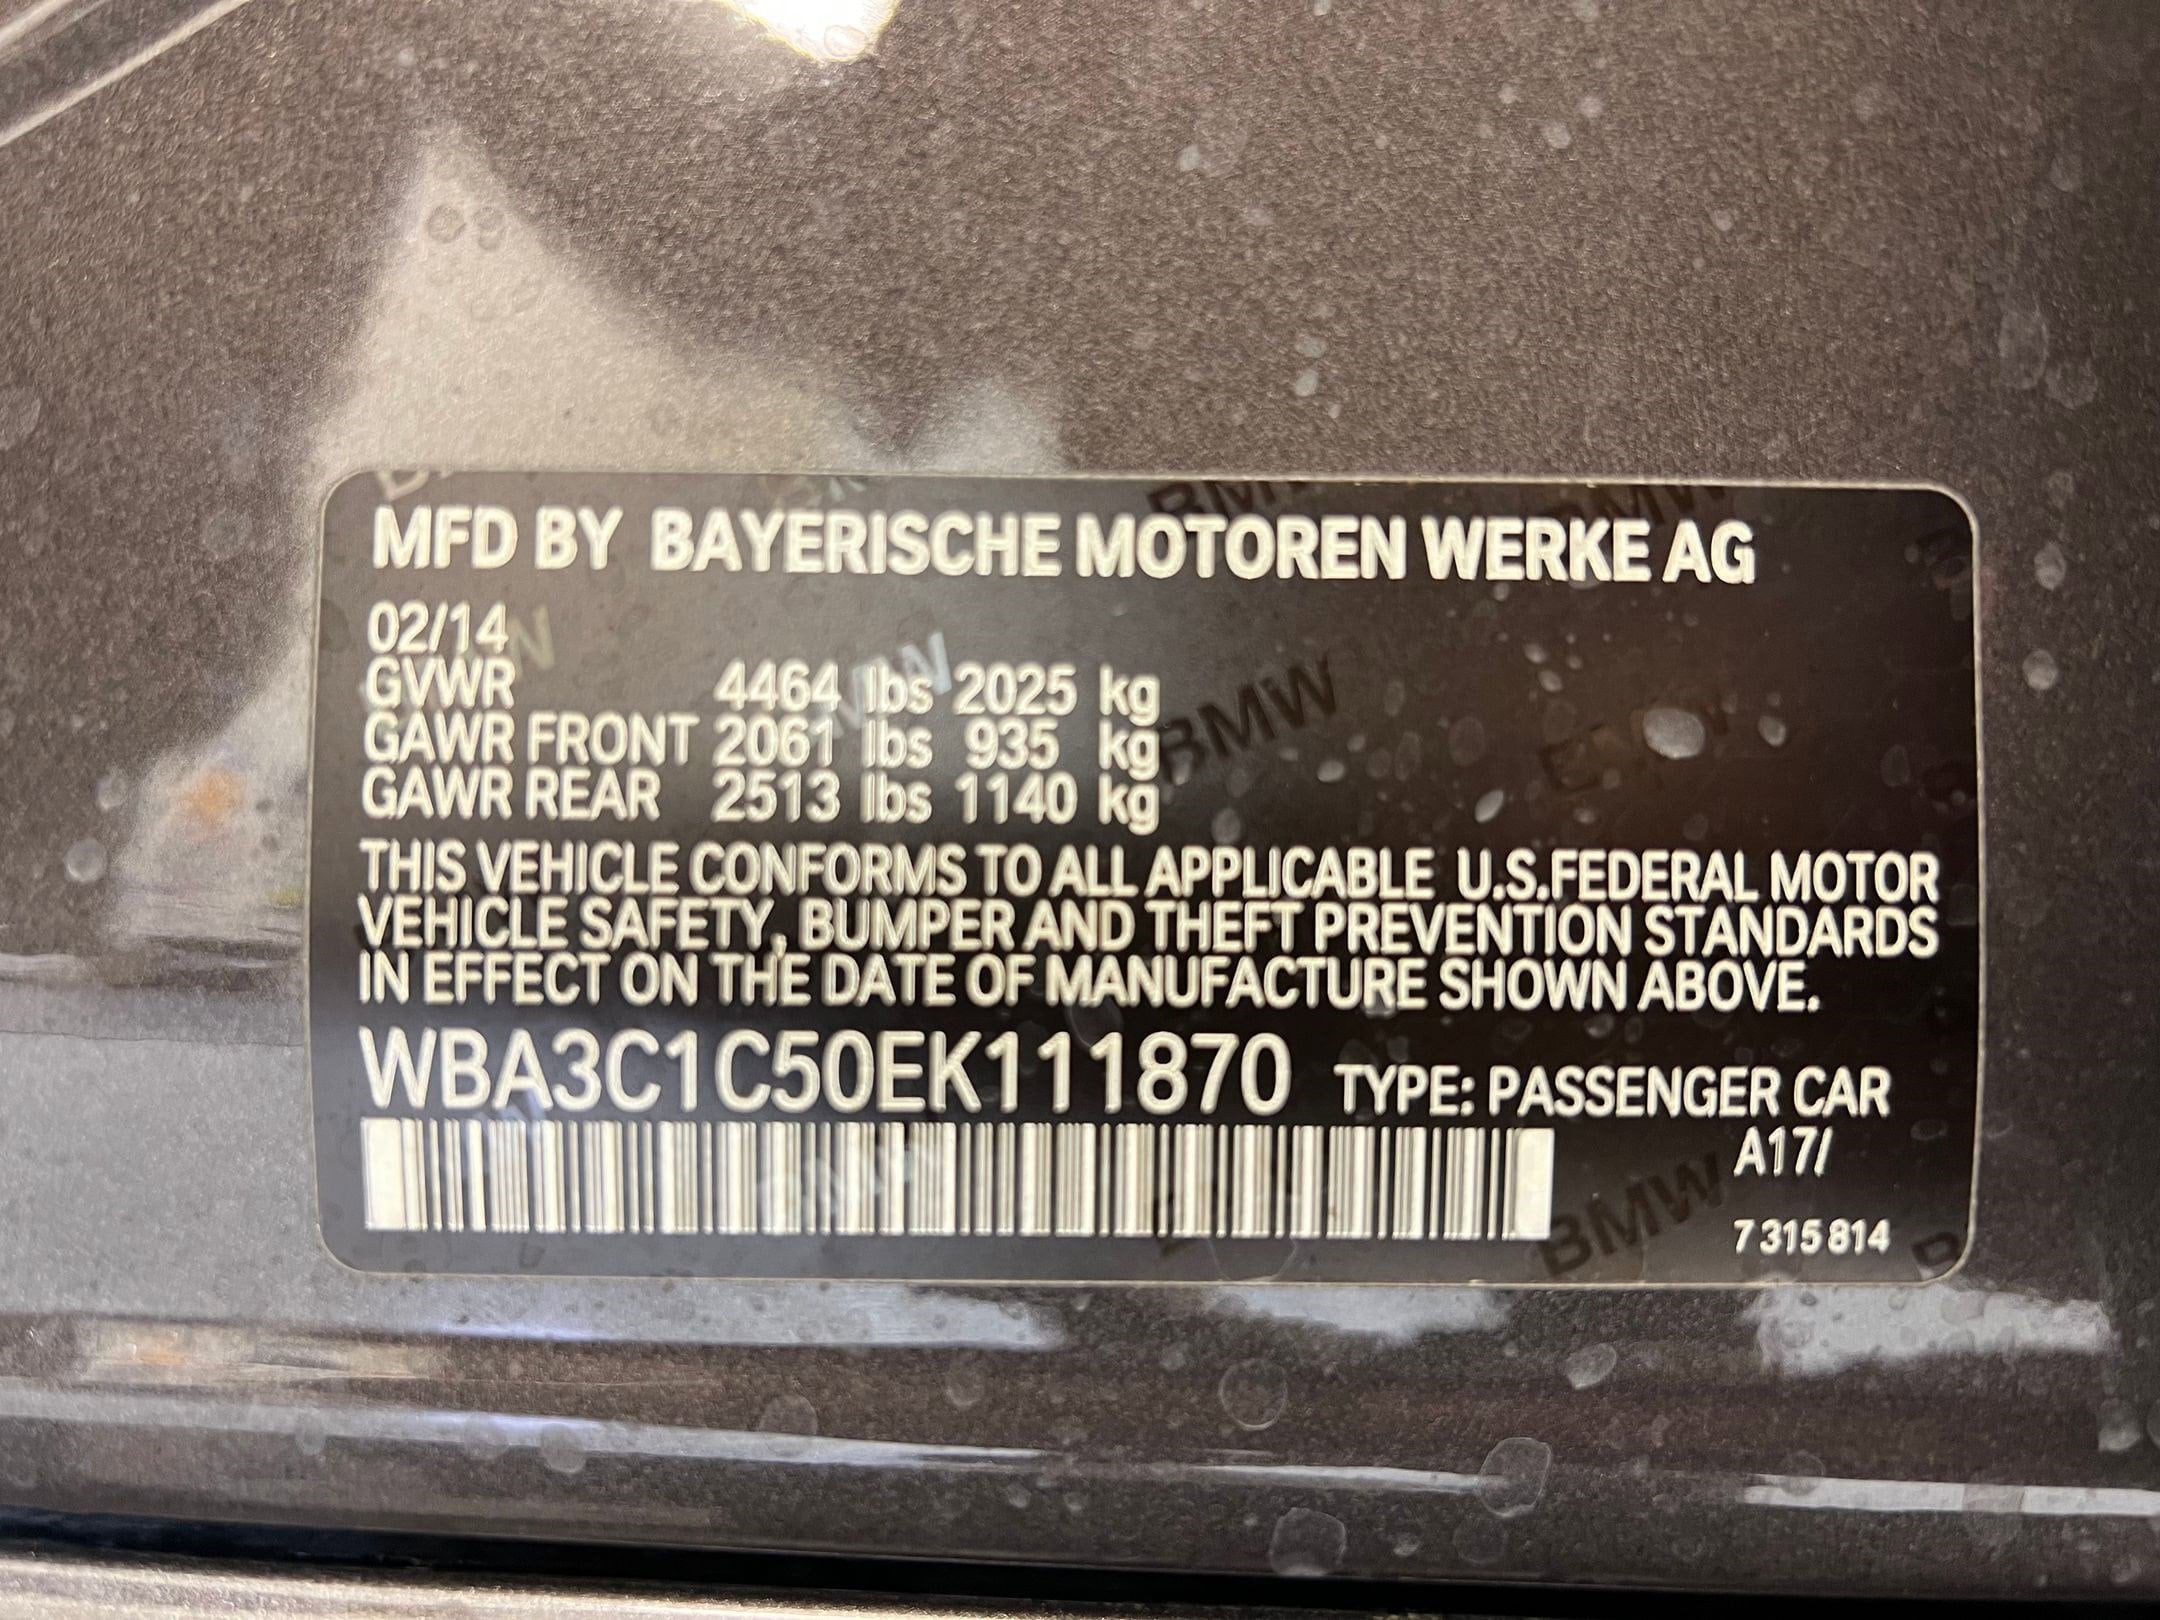 MFD BY BAYERISCHE MOTOREN WERKE AG
02/14
GVWR 4464 lbs 2025 kg
GAWR FRONT 2061 lbs 935 kg
GAWR REAR 2513 lbs 1140 kg
THIS VEHICLE CONFORMS TO ALL APPLICABLE U.S.FEDERAL MOTOR
VEHICLE SAFETY, BUMPER AND THEFT PREVENTION STANDARDS
IN EFFECT ON THE DATE OF MANUFACTURE SHOWN ABOVE.
WBA3C1C50EK111870 TYPE: PASSENGER CAR
A17/
7 315 814
BMW
BMW
BMW